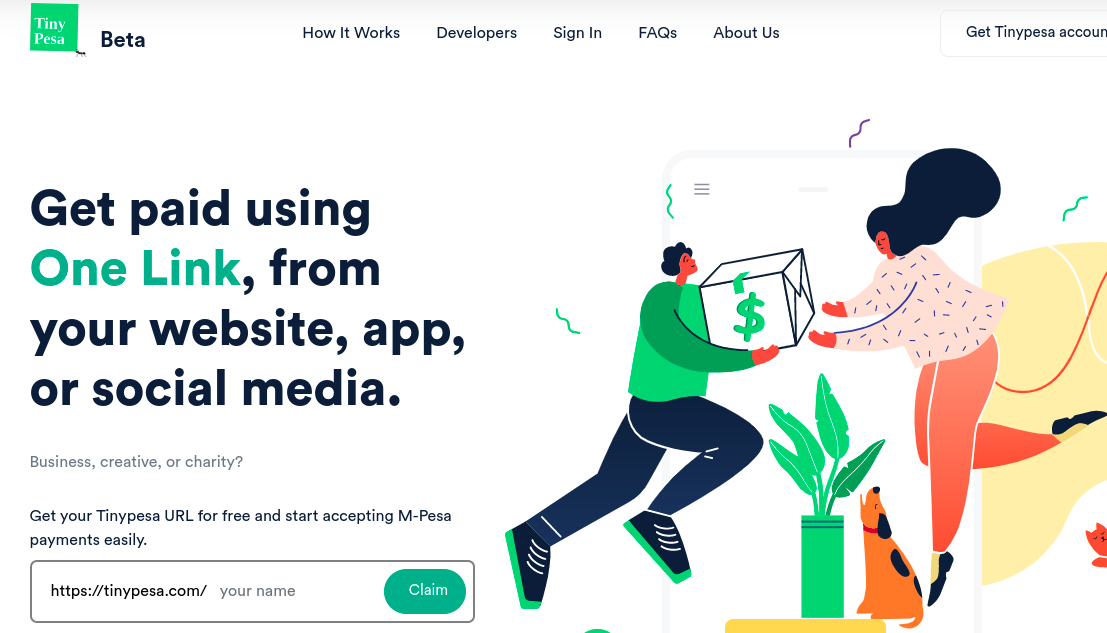 Tiny
Pesa
Beta
How It Works
Developers
Sign In
FAQs
About Us
Get Tinypesa
Get paid using
One Link, from
your website, app,
or social media.
$
Business, creative, or charity?
Get your Tinypesa URL for free and start accepting M-Pesa
payments easily.
https://tinypesa.com/ your name
Claim